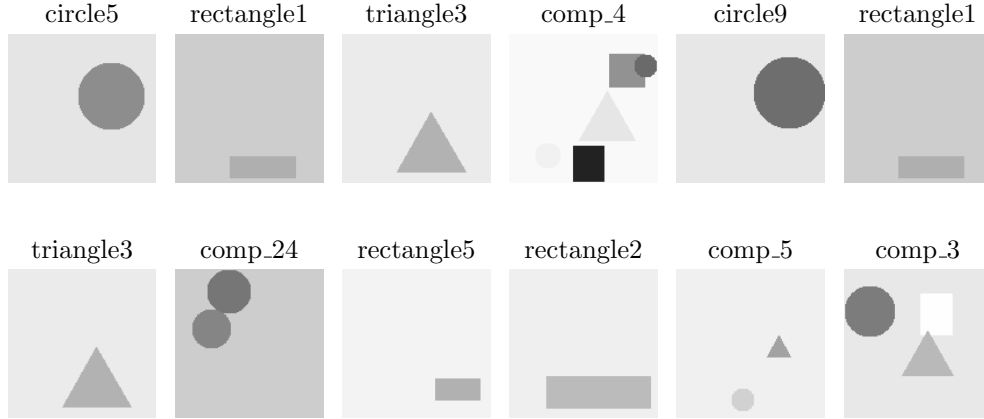 circle5 rectangle1 triangle3 comp_4 circle9 rectangle1
triangle3 comp_24 rectangle5 rectangle2 comp_5 comp_3